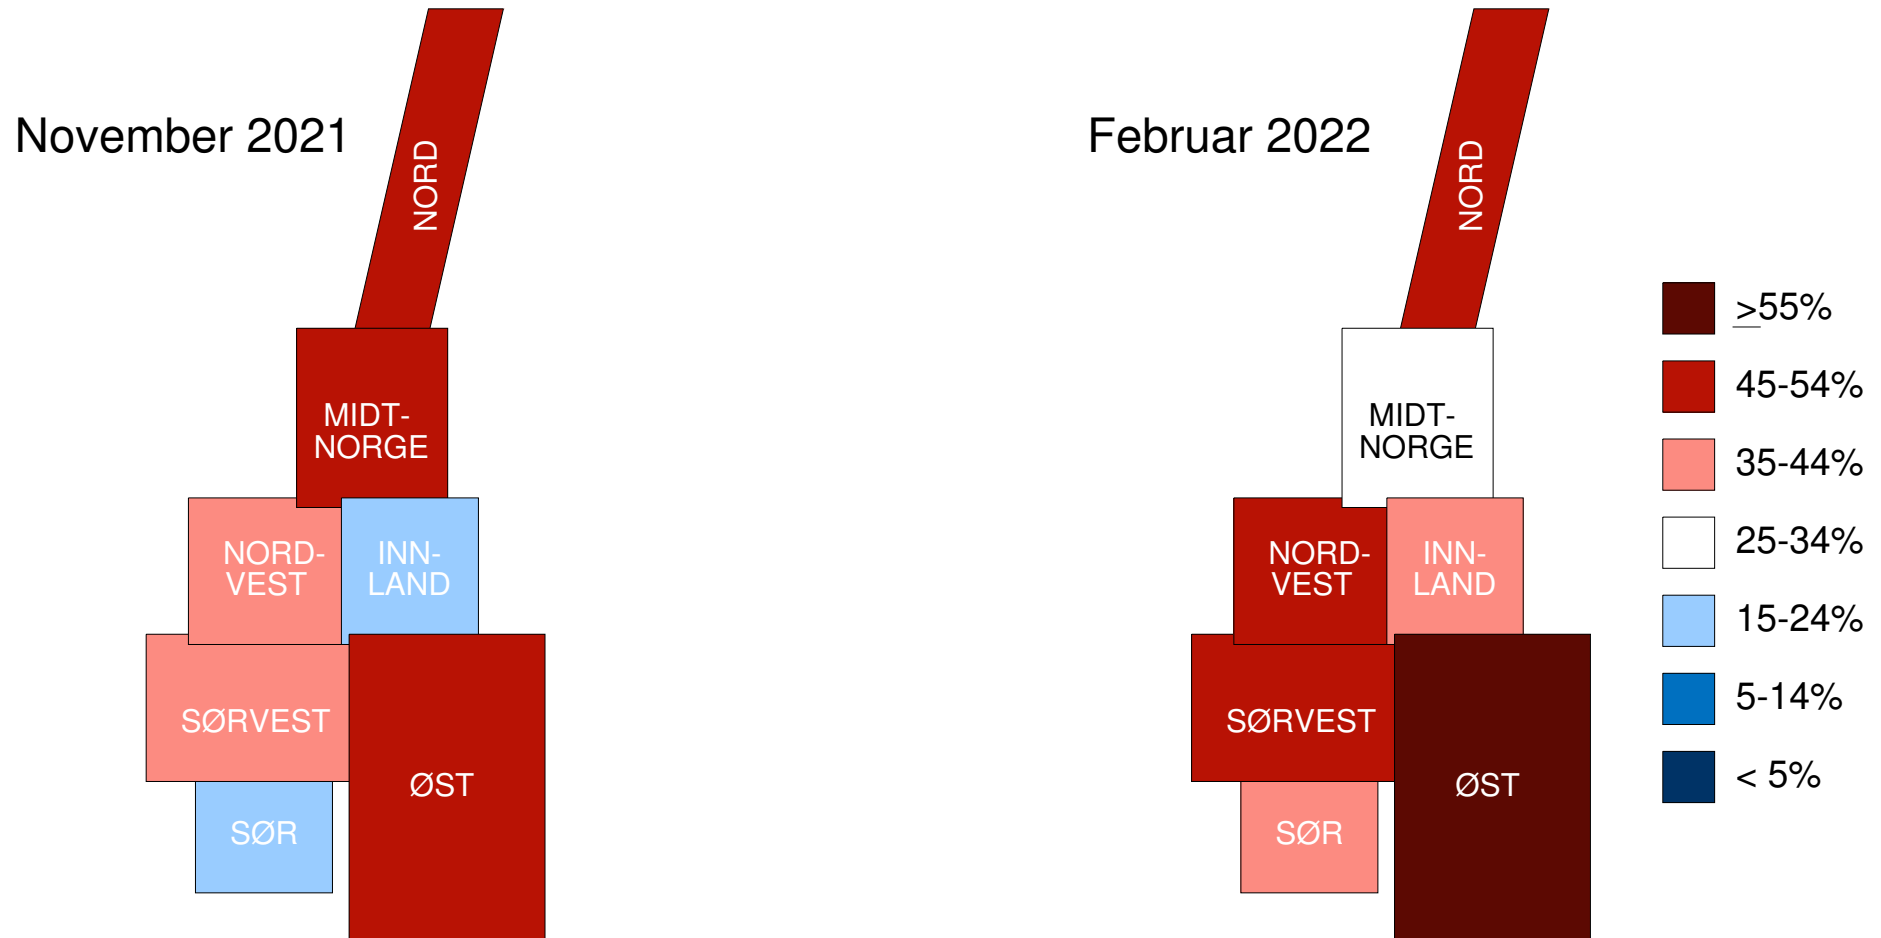 November 2021
NORD
MIDT-
NORGE
NORD-
VEST
INN-
LAND
SØRVEST
ØST
SØR
Februar 2022
NORD
MIDT-
NORGE
NORD-
VEST
INN-
LAND
SØRVEST
ØST
SØR
>55%
45-54%
35-44%
25-34%
15-24%
5-14%
< 5%